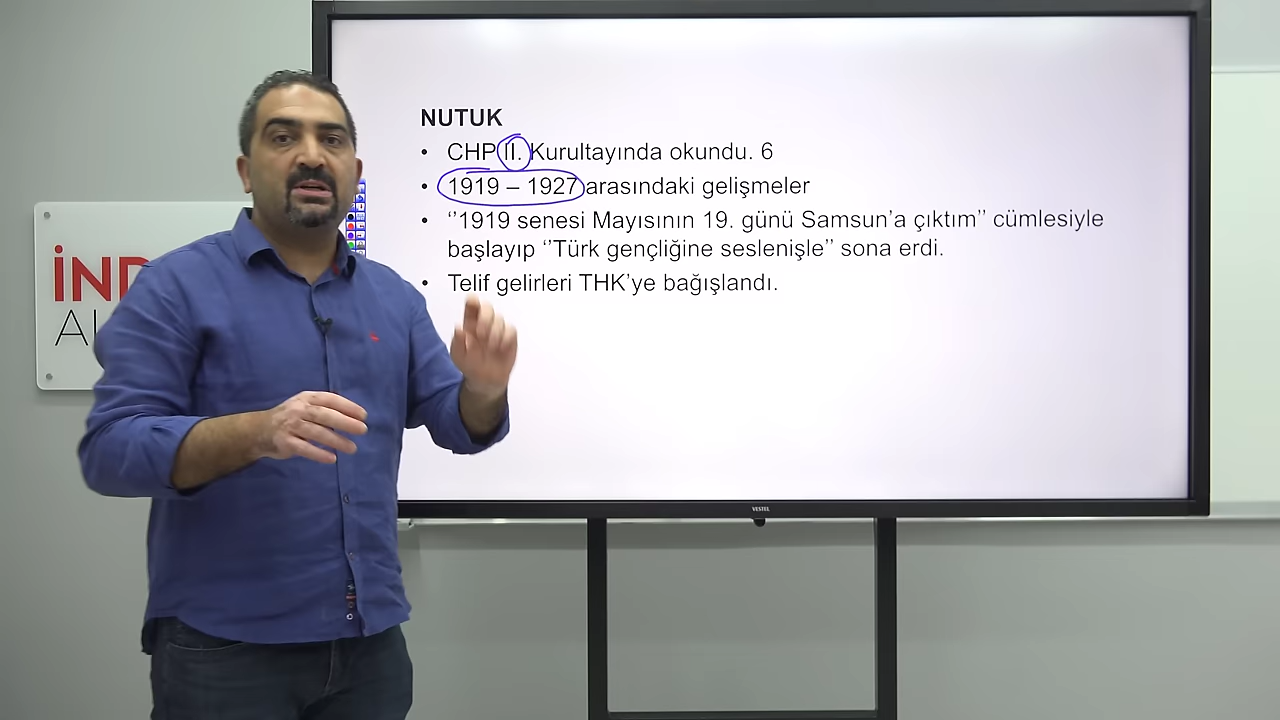 NUTUK
• CHP II. Kurultayında okundu. 6
• 1919 – 1927 arasındaki gelişmeler
• ‘’1919 senesi Mayısının 19. günü Samsun’a çıktım’’ cümlesiyle
başlayıp ‘’Türk gençliğine seslenişle’’ sona erdi.
• Telif gelirleri THK’ye bağışlandı.
VESTEL